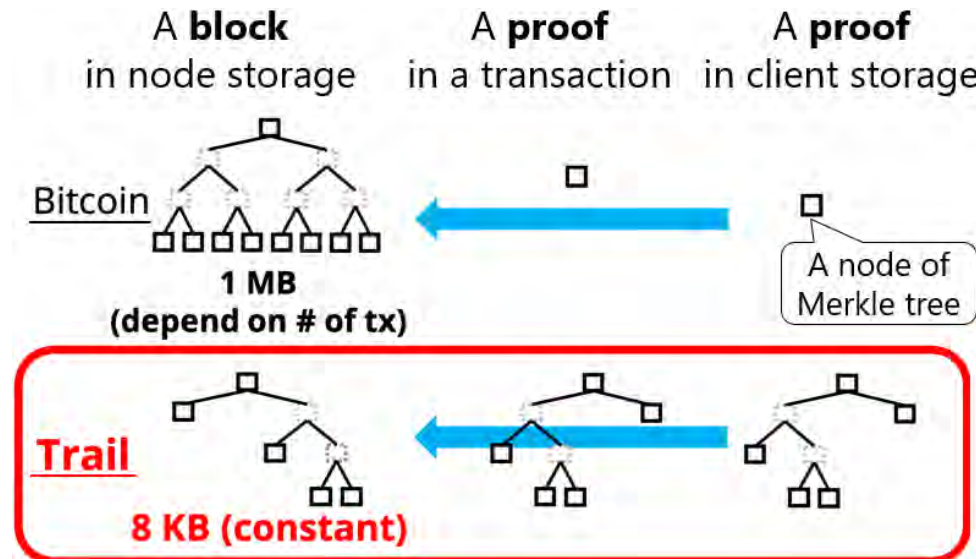 A block
in node storage
A proof
in a transaction
A proof
in client storage
Bitcoin
1 MB
(depend on # of tx)
A node of
Merkle tree
Trail
8 KB (constant)